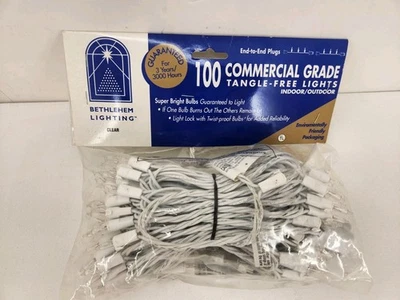 GUARANTEED
For
3 Years/
3000 Hours
End-to-End Plugs
100 COMMERCIAL GRADE
TANGLE-FREE LIGHTS
INDOOR/OUTDOOR
BETHLEHEM
LIGHTING
CLEAR
Super Bright Bulbs Guaranteed to Light
• If One Bulb Burns Out The Others Remain Lit
• Light Lock with Twist-proof Bulbs for Added Reliability
Environmentally
Friendly
Packaging